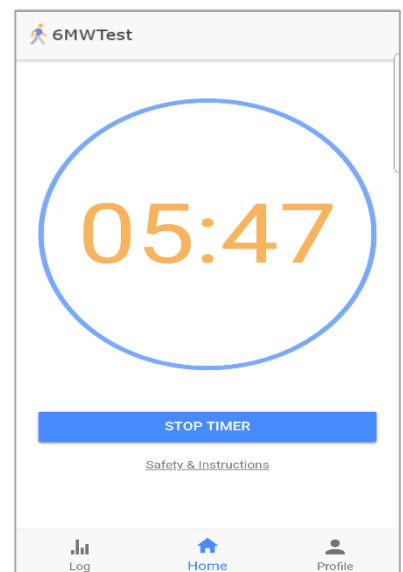 6MWTest
05:47
STOP TIMER
Safety & Instructions
Log Home Profile